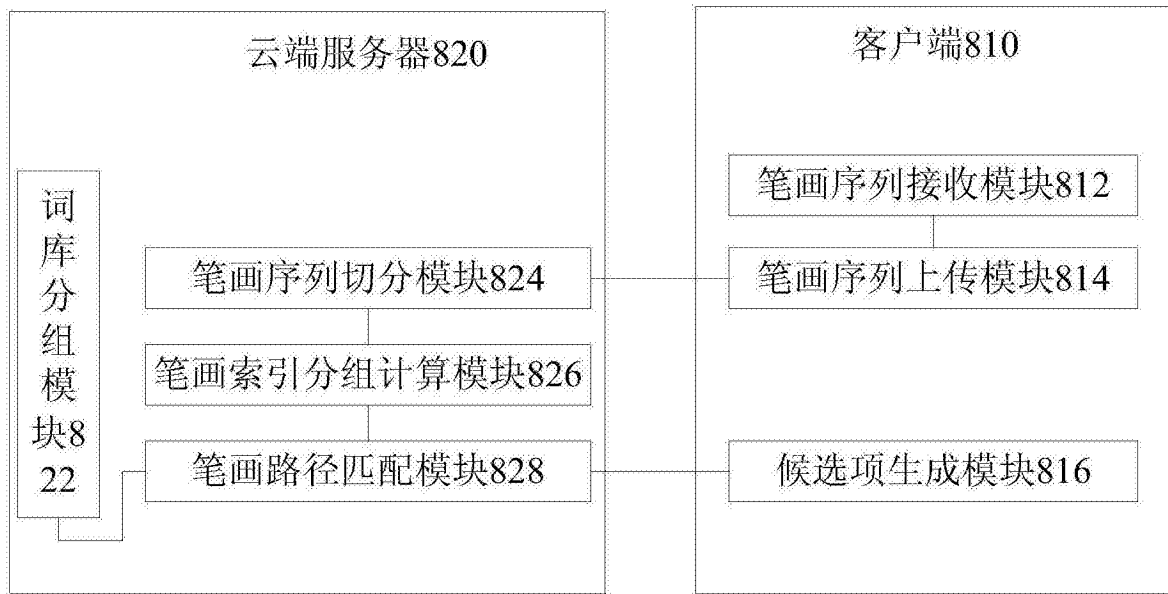 云端服务器820
词
库
分
组
模
块8
22
笔画序列切分模块824
笔画索引分组计算模块826
笔画路径匹配模块828
客户端810
笔画序列接收模块812
笔画序列上传模块814
候选项生成模块816